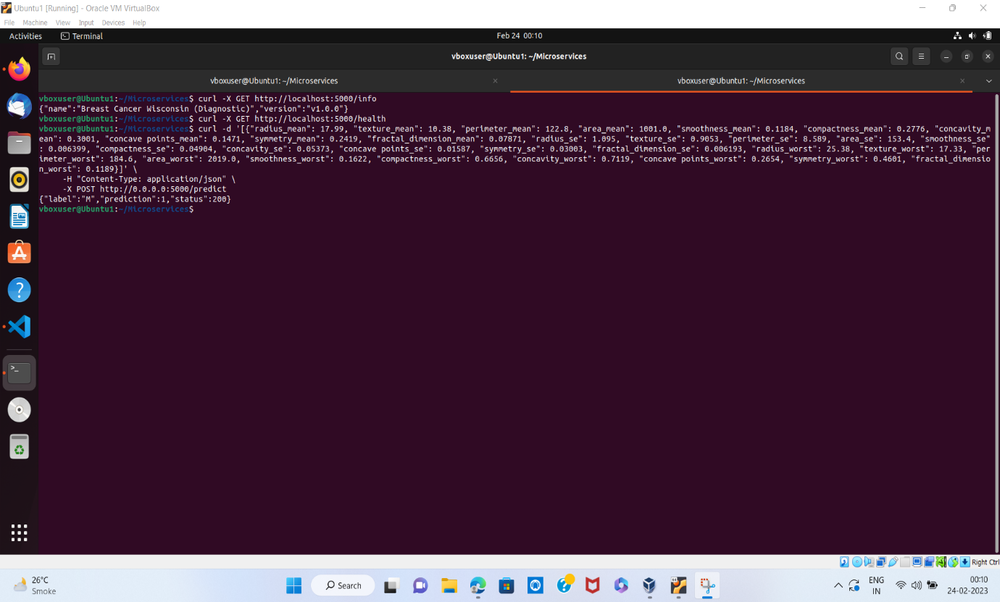 Ubuntu1 [Running] - Oracle VM VirtualBox
File Machine View Input Devices Help
Activities Terminal Feb 24 00:10
vboxuser@Ubuntu1: ~/Microservices
vboxuser@Ubuntu1: ~/Microservices vboxuser@Ubuntu1: ~/Microservices
vboxuser@Ubuntu1:~/Microservices$ curl -X GET http://localhost:5000/info
{"name":"Breast Cancer Wisconsin (Diagnostic)","version":"v1.0.0"}
vboxuser@Ubuntu1:~/Microservices$ curl -X GET http://localhost:5000/health
vboxuser@Ubuntu1:~/Microservices$ curl -d '[{"radius_mean": 17.99, "texture_mean": 10.38, "perimeter_mean": 122.8, "area_mean": 1001.0, "smoothness_mean": 0.1184, "compactness_mean": 0.2776, "concavity_m
ean": 0.3001, "concave points_mean": 0.1471, "symmetry_mean": 0.2419, "fractal_dimension_mean": 0.07871, "radius_se": 1.095, "texture_se": 0.9053, "perimeter_se": 8.589, "area_se": 153.4, "smoothness_se"
: 0.006399, "compactness_se": 0.04904, "concavity_se": 0.05373, "concave points_se": 0.01587, "symmetry_se": 0.03003, "fractal_dimension_se": 0.006193, "radius_worst": 25.38, "texture_worst": 17.33, "per
imeter_worst": 184.6, "area_worst": 2019.0, "smoothness_worst": 0.1622, "compactness_worst": 0.6656, "concavity_worst": 0.7119, "concave points_worst": 0.2654, "symmetry_worst": 0.4601, "fractal_dimensio
n_worst": 0.1189}]' \
-H "Content-Type: application/json" \
-X POST http://0.0.0.0:5000/predict
{"label":"M","prediction":1,"status":200}
vboxuser@Ubuntu1:~/Microservices$
Right Ctrl
26°C
Smoke
Search
ENG
IN
00:10
24-02-2023